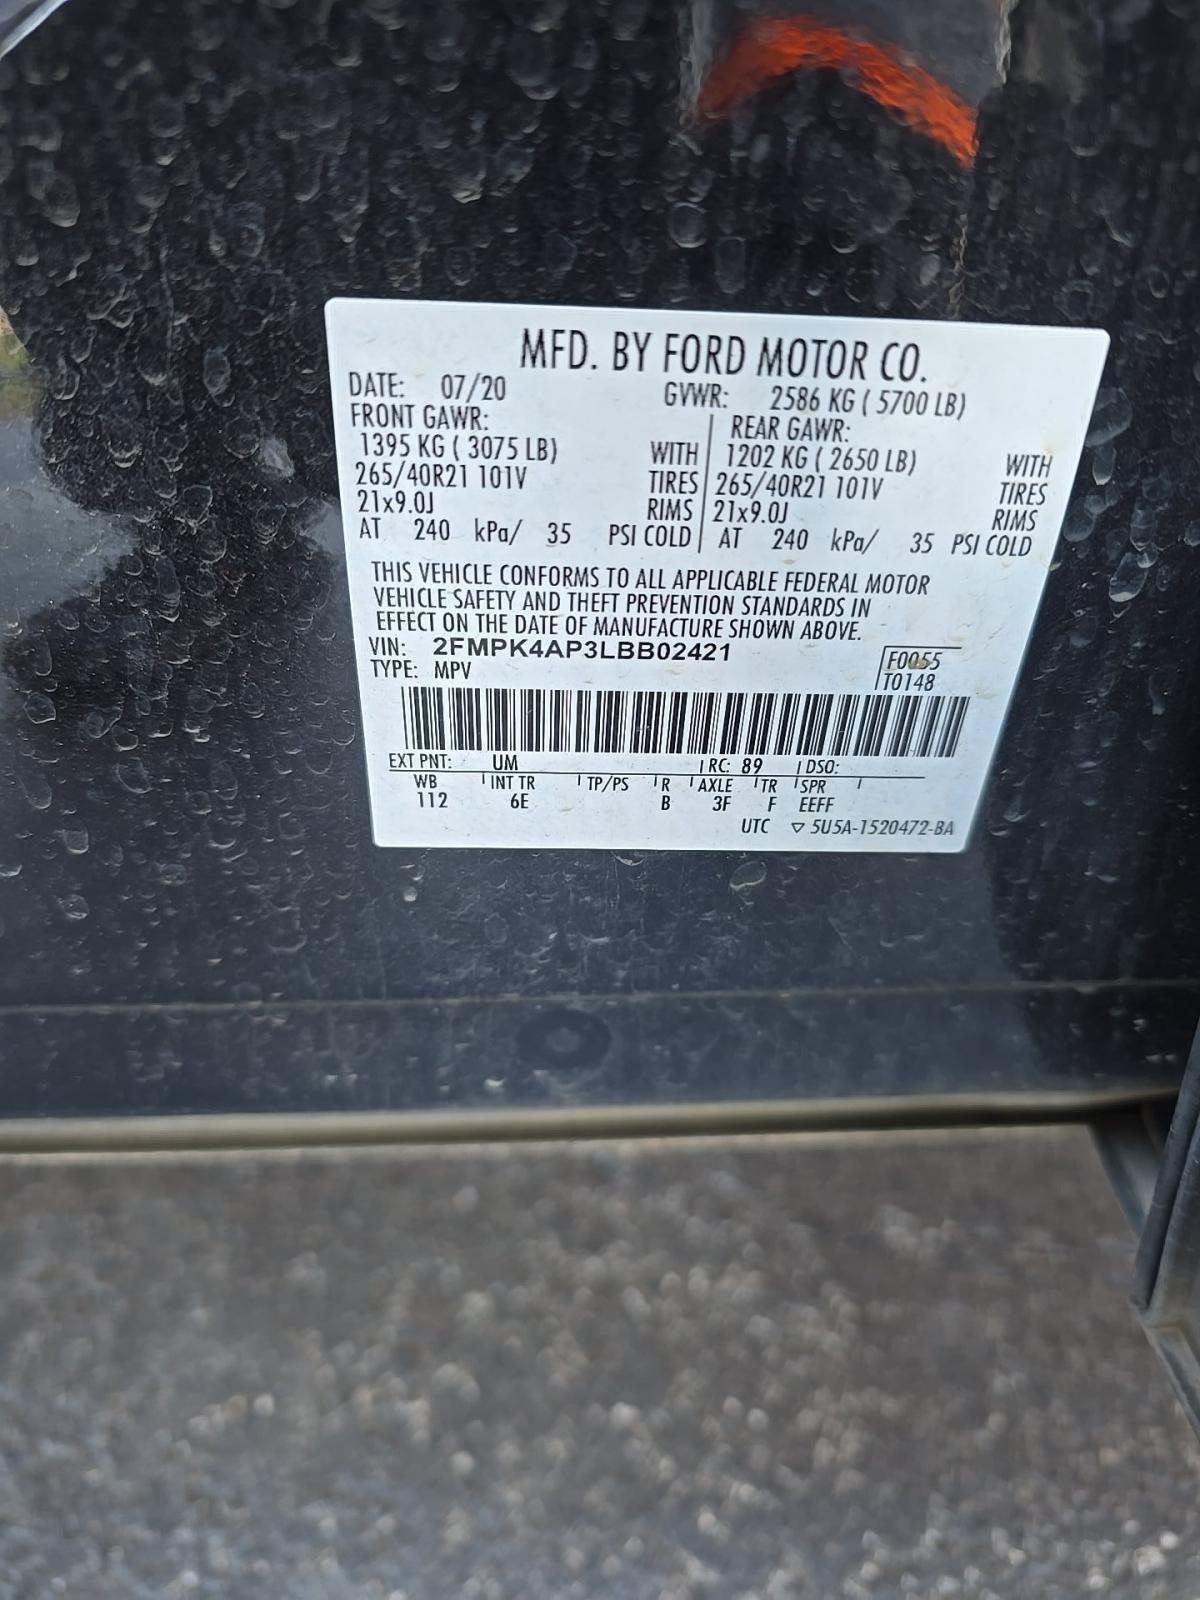 MFD. BY FORD MOTOR CO.
DATE: 07/20 GVWR: 2586 KG ( 5700 LB)
FRONT GAWR: REAR GAWR:
1395 KG ( 3075 LB) WITH 1202 KG ( 2650 LB) WITH
265/40R21 101V TIRES 265/40R21 101V TIRES
21x9.0J RIMS 21x9.0J RIMS
AT 240 kPa/ 35 PSI COLD AT 240 kPa/ 35 PSI COLD
THIS VEHICLE CONFORMS TO ALL APPLICABLE FEDERAL MOTOR
VEHICLE SAFETY AND THEFT PREVENTION STANDARDS IN
EFFECT ON THE DATE OF MANUFACTURE SHOWN ABOVE.
VIN: 2FMPK4AP3LBB02421
TYPE: MPV
F0055
T0148
EXT PNT: UM RC: 89 DSO:
WB INT TR TP/PS R AXLE TR SPR
112 6E B 3F F EEFF
UTC ▽ 5U5A-1520472-BA